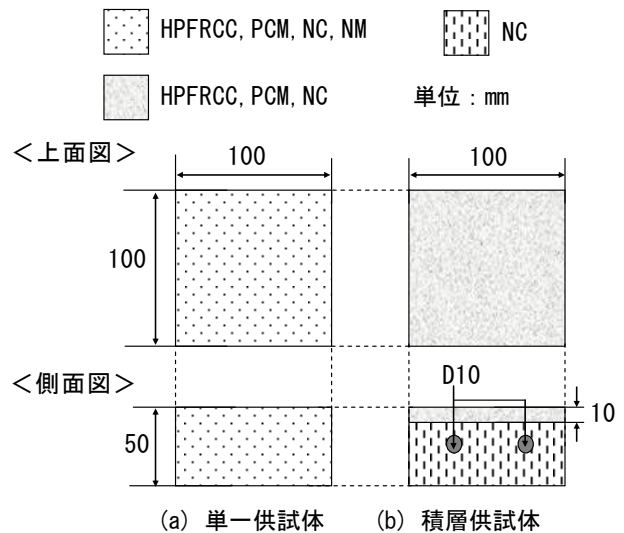 HPFRCC, PCM, NC, NM
NC
HPFRCC, PCM, NC
単位：mm
＜上面図＞
100
100
100
＜側面図＞
D10
10
50
(a) 単一供試体
(b) 積層供試体